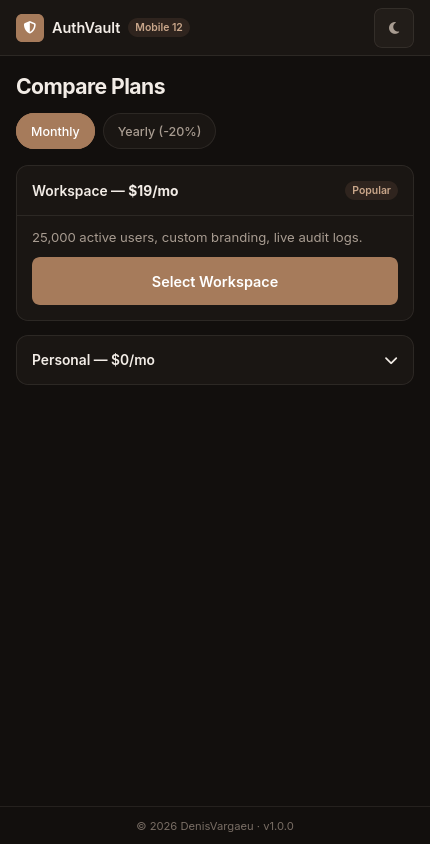 AuthVault Mobile 12
Compare Plans
Monthly Yearly (-20%)
Workspace — $19/mo Popular
25,000 active users, custom branding, live audit logs.
Select Workspace
Personal — $0/mo
© 2026 DenisVargaeu · v1.0.0